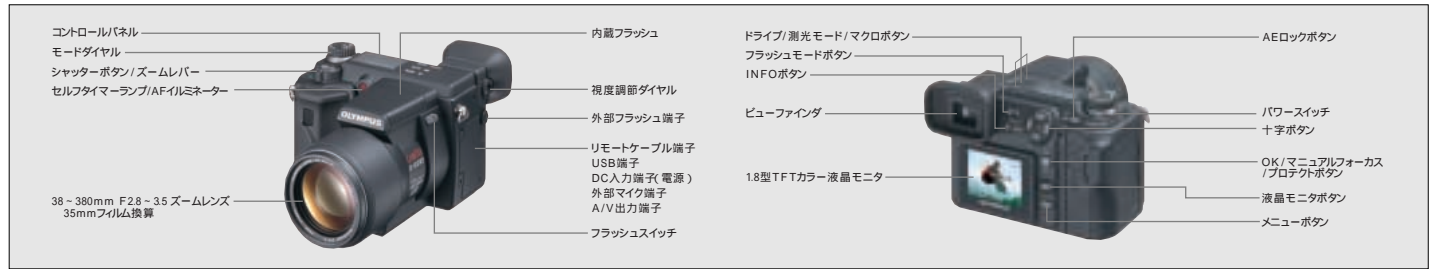 コントロールパネル
モードダイヤル
シャッターボタン/ズームレバー
セルフタイマーランプ/AFイルミネーター
38~380mm F2.8~3.5 ズームレンズ
35mmフィルム換算
OLYMPUS
内蔵フラッシュ
視度調節ダイヤル
外部フラッシュ端子
リモートケーブル端子
USB端子
DC入力端子(電源)
外部マイク端子
A/V出力端子
フラッシュスイッチ
ドライブ/測光モード/マクロボタン
フラッシュモードボタン
INFOボタン
ビューファインダ
1.8型TFTカラー液晶モニタ
AEロックボタン
パワースイッチ
十字ボタン
OK/マニュアルフォーカス
/プロテクトボタン
液晶モニタボタン
メニューボタン